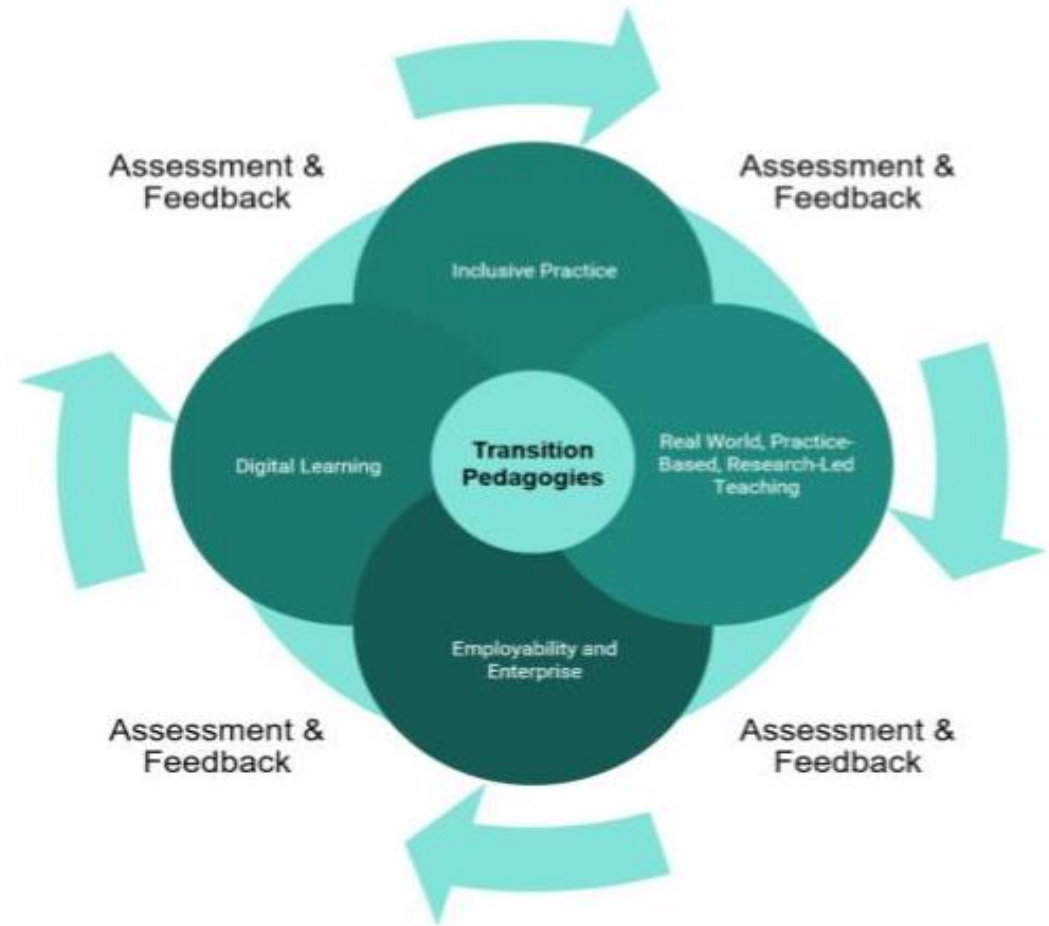 Assessment &
Feedback
Assessment &
Feedback
Inclusive Practice
Digital Learning
Transition
Pedagogies
Real World, Practice-
Based, Research-Led
Teaching
Employability and
Enterprise
Assessment &
Feedback
Assessment &
Feedback